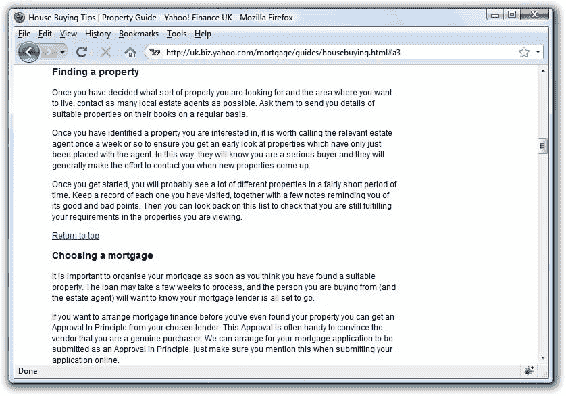 House Buying Tips | Property Guide - Yahoo! Finance UK - Mozilla Firefox
File Edit View History Bookmarks Tools Help
http://uk.biz.yahoo.com/mortgage/guides/housebuying.html#a3
Finding a property
Once you have decided what sort of property you are looking for and the area where you want
to live, contact as many local estate agents as possible. Ask them to send you details of
suitable properties on their books on a regular basis.
Once you have identified a property you are interested in, it is worth calling the relevant estate
agent once a week or so to ensure you get an early look at properties which have only just
been placed with the agent. In this way, they will know you are a serious buyer and they will
generally make the effort to contact you when new properties come up.
Once you get started, you will probably see a lot of different properties in a fairly short period of
time. Keep a record of each one you have visited, together with a few notes reminding you of
its good and bad points. Then you can look back on this list to check that you are still fulfilling
your requirements in the properties you are viewing.
Return to top
Choosing a mortgage
It is important to organise your mortgage as soon as you think you have found a suitable
property. The loan may take a few weeks to process, and the person you are buying from (and
the estate agent) will want to know your mortgage lender is all set to go.
If you want to arrange mortgage finance before you've even found your property you can get an
Approval In Principle from your chosen lender. This Approval is often handy to convince the
vendor that you are a genuine purchaser. We can arrange for your mortgage application to be
submitted as an Approval In Principle, just make sure you mention this when submitting your
application online.
Done